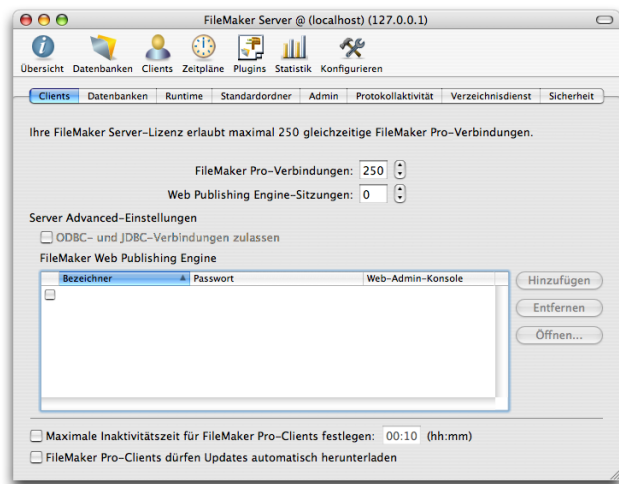 FileMaker Server @ (localhost) (127.0.0.1)
Übersicht Datenbanken Clients Zeitpläne Plugins Statistik Konfigurieren
Clients Datenbanken Runtime Standardordner Admin Protokollaktivität Verzeichnisdienst Sicherheit
Ihre FileMaker Server-Lizenz erlaubt maximal 250 gleichzeitige FileMaker Pro-Verbindungen.
FileMaker Pro-Verbindungen: 250
Web Publishing Engine-Sitzungen: 0
Server Advanced-Einstellungen
ODBC- und JDBC-Verbindungen zulassen
FileMaker Web Publishing Engine
Bezeichner Passwort Web-Admin-Konsole
Hinzufügen
Entfernen
Öffnen...
Maximale Inaktivitätszeit für FileMaker Pro-Clients festlegen: 00:10 (hh:mm)
FileMaker Pro-Clients dürfen Updates automatisch herunterladen